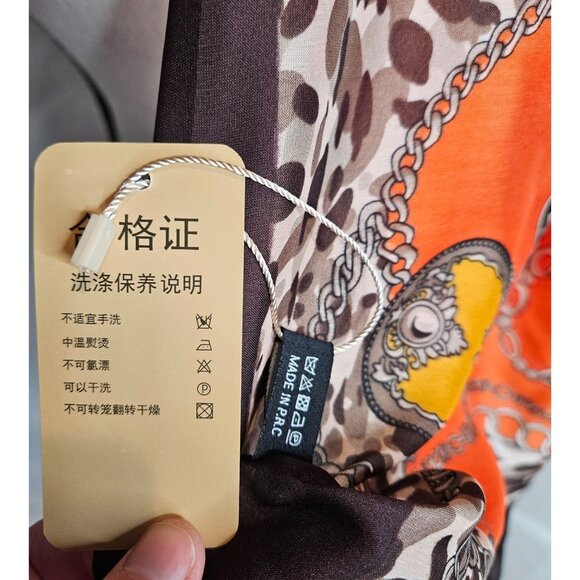 合格证
洗涤保养说明
不适宜手洗
中温熨烫
不可氯漂
可以干洗
不可转笼翻转干燥
MADE IN P.R.C